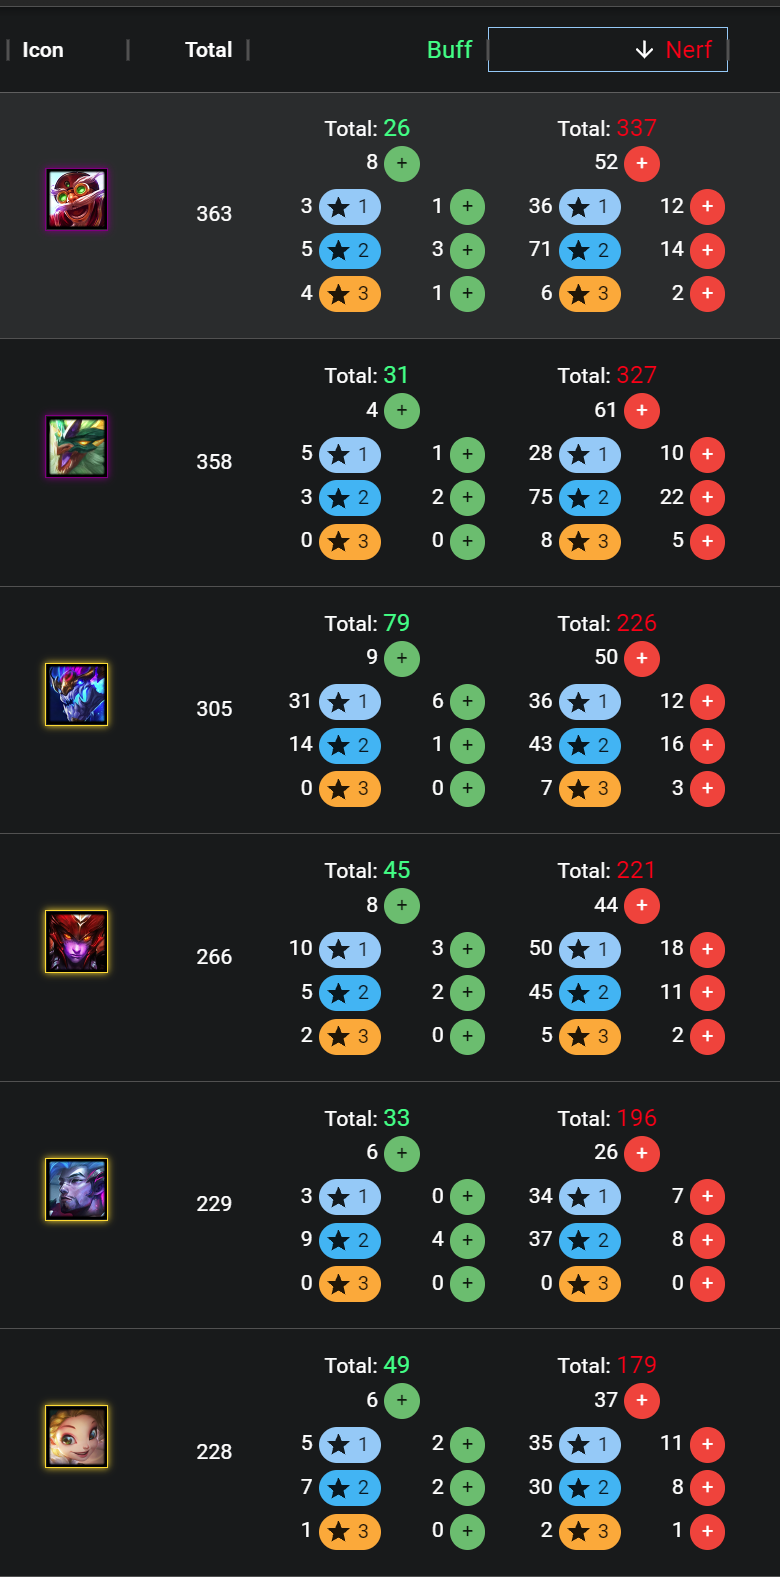 Icon Total Buff ↓ Nerf
Total: 26 Total: 337
8 + 52 +
3 ★ 1 1 + 36 ★ 1 12 +
363
5 ★ 2 3 + 71 ★ 2 14 +
4 ★ 3 1 + 6 ★ 3 2 +
Total: 31 Total: 327
4 + 61 +
5 ★ 1 1 + 28 ★ 1 10 +
358
3 ★ 2 2 + 75 ★ 2 22 +
0 ★ 3 0 + 8 ★ 3 5 +
Total: 79 Total: 226
9 + 50 +
31 ★ 1 6 + 36 ★ 1 12 +
305
14 ★ 2 1 + 43 ★ 2 16 +
0 ★ 3 0 + 7 ★ 3 3 +
Total: 45 Total: 221
8 + 44 +
10 ★ 1 3 + 50 ★ 1 18 +
266
5 ★ 2 2 + 45 ★ 2 11 +
2 ★ 3 0 + 5 ★ 3 2 +
Total: 33 Total: 196
6 + 26 +
3 ★ 1 0 + 34 ★ 1 7 +
229
9 ★ 2 4 + 37 ★ 2 8 +
0 ★ 3 0 + 0 ★ 3 0 +
Total: 49 Total: 179
6 + 37 +
5 ★ 1 2 + 35 ★ 1 11 +
228
7 ★ 2 2 + 30 ★ 2 8 +
1 ★ 3 0 + 2 ★ 3 1 +